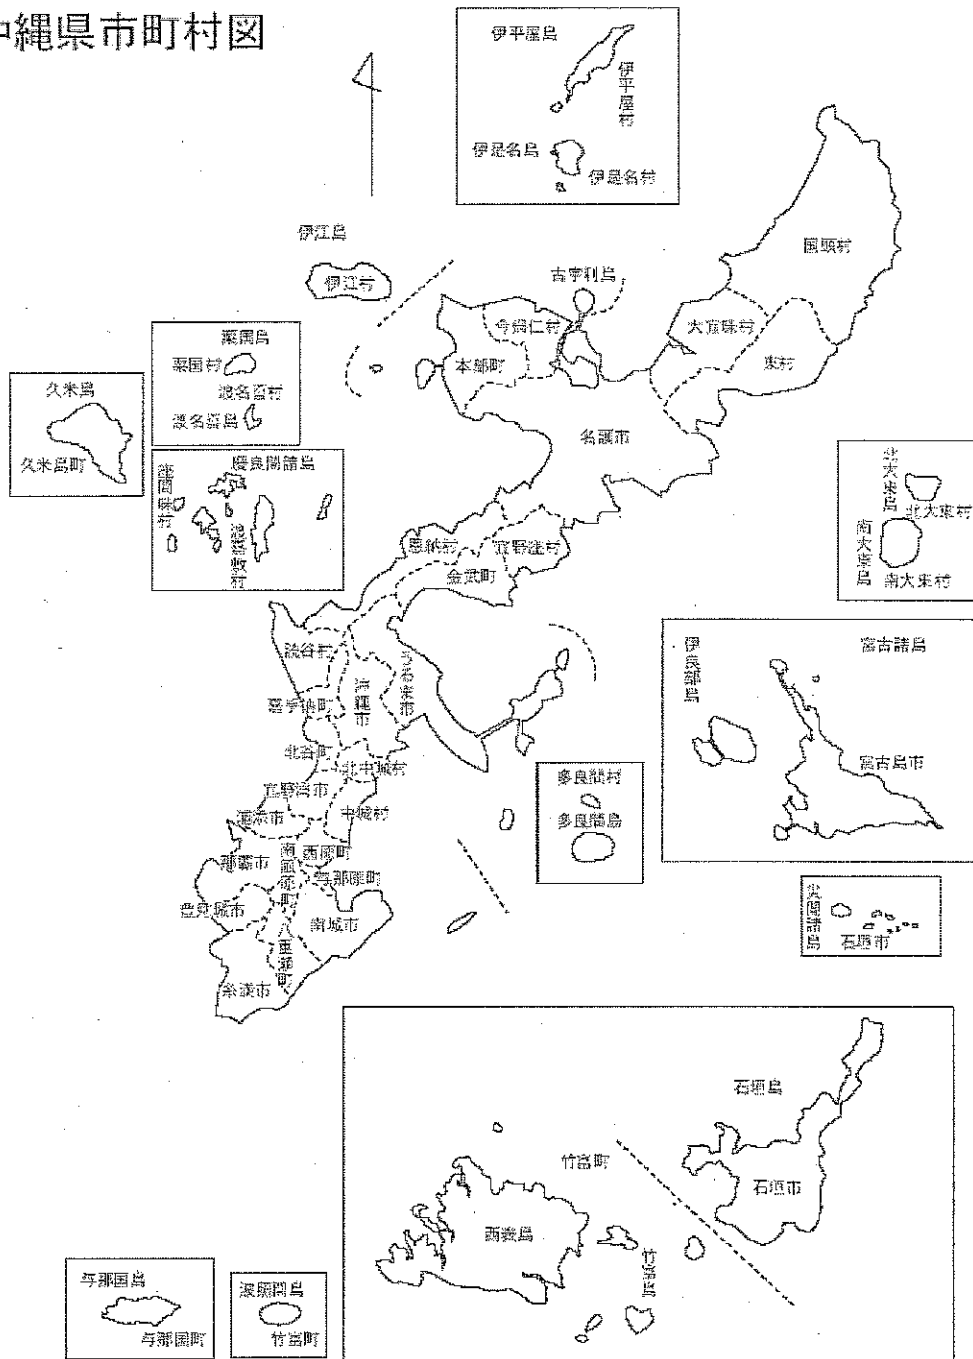 沖縄県市町村図
伊平屋島
伊平屋村
伊是名島
伊是名村
伊江島
伊江村
古宇利島
国頭村
今帰仁村
大宜味村
本部町
東村
名護市
粟国島
粟国村
渡名喜村
渡名喜島
久米島
久米島町
慶良間諸島
座間味村
渡嘉敷村
北大東島
北大東村
南大東島
南大東村
恩納村
宜野座村
金武町
読谷村
うるま市
沖縄市
嘉手納町
北谷町
北中城村
宜野湾市
中城村
浦添市
西原町
那覇市
南風原町
与那原町
豊見城市
南城市
八重瀬町
糸満市
伊良部島
宮古諸島
宮古島市
多良間村
多良間島
尖閣諸島
石垣市
石垣島
竹富町
石垣市
西表島
竹富島
与那国島
与那国町
波照間島
竹富町